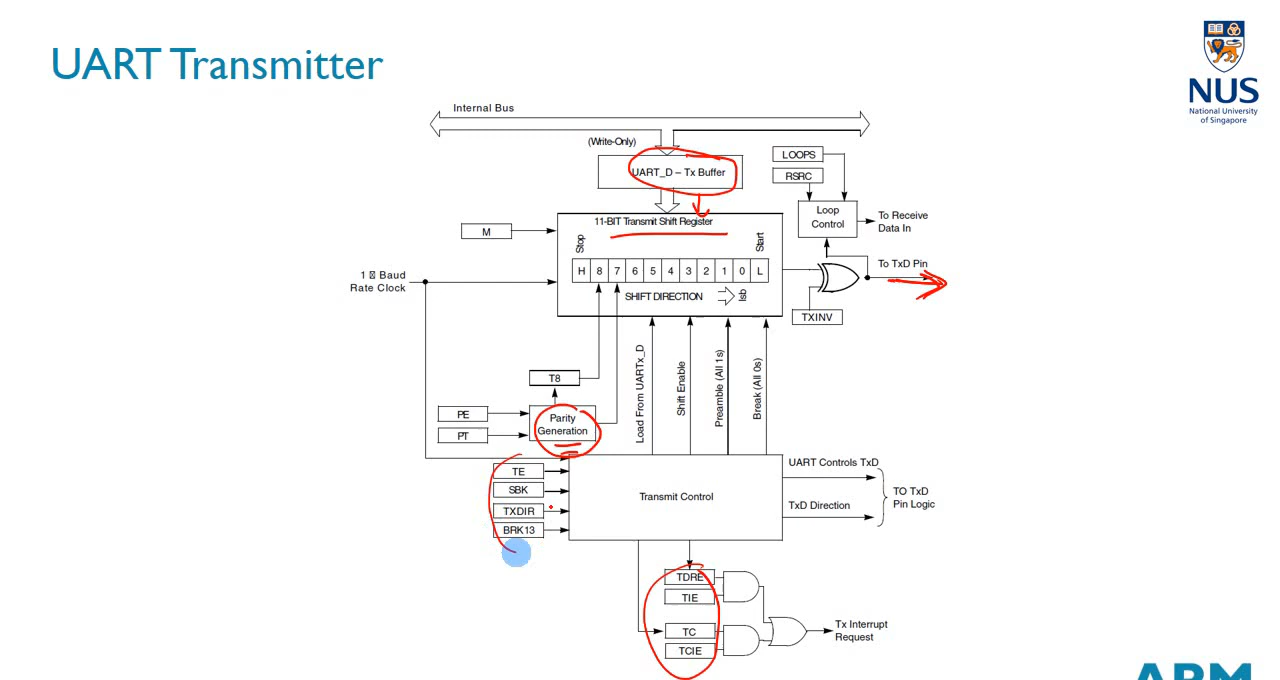 UART Transmitter
NUS
National University
of Singapore
Internal Bus
(Write-Only)
UART_D – Tx Buffer
LOOPS
RSRC
Loop
Control
To Receive
Data In
To TxD Pin
TXINV
11-BIT Transmit Shift Register
M
Stop
Start
H 8 7 6 5 4 3 2 1 0 L
SHIFT DIRECTION
lsb
1 Baud
Rate Clock
T8
PE
PT
Parity
Generation
Load From UARTx_D
Shift Enable
Preamble (All 1s)
Break (All 0s)
TE
SBK
TXDIR
BRK13
Transmit Control
UART Controls TxD
TxD Direction
TO TxD
Pin Logic
TDRE
TIE
TC
TCIE
Tx Interrupt
Request
ARM